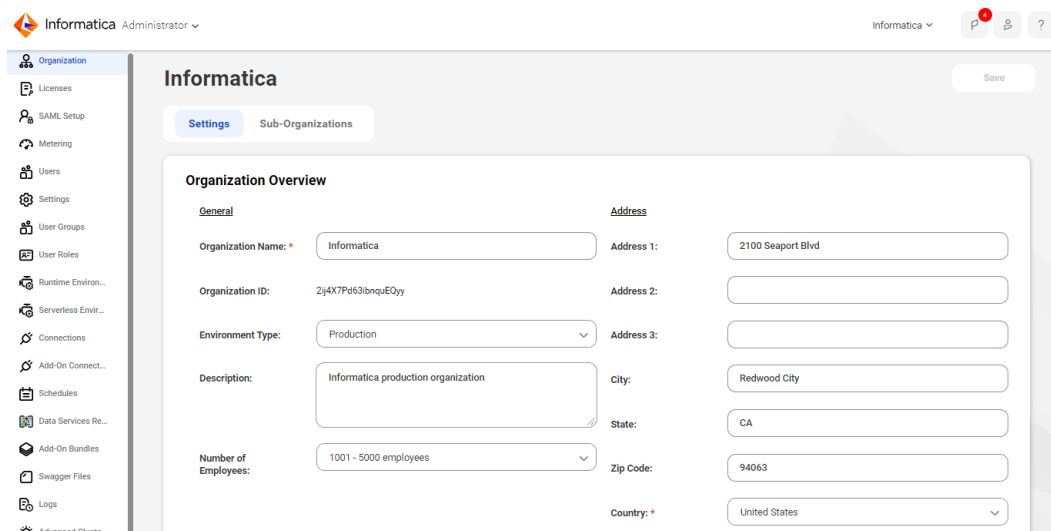 Informatica Administrator
Informatica
4
?
Organization
Licenses
SAML Setup
Metering
Users
Settings
User Groups
User Roles
Runtime Environ...
Serverless Envir...
Connections
Add-On Connect...
Schedules
Data Services Re...
Add-On Bundles
Swagger Files
Logs
Informatica
Save
Settings
Sub-Organizations
Organization Overview
General
Organization Name: *
Informatica
Organization ID:
2ij4X7Pd63ibnquEQyy
Environment Type:
Production
Description:
Informatica production organization
Number of
Employees:
1001 - 5000 employees
Address
Address 1:
2100 Seaport Blvd
Address 2:
Address 3:
City:
Redwood City
State:
CA
Zip Code:
94063
Country: *
United States